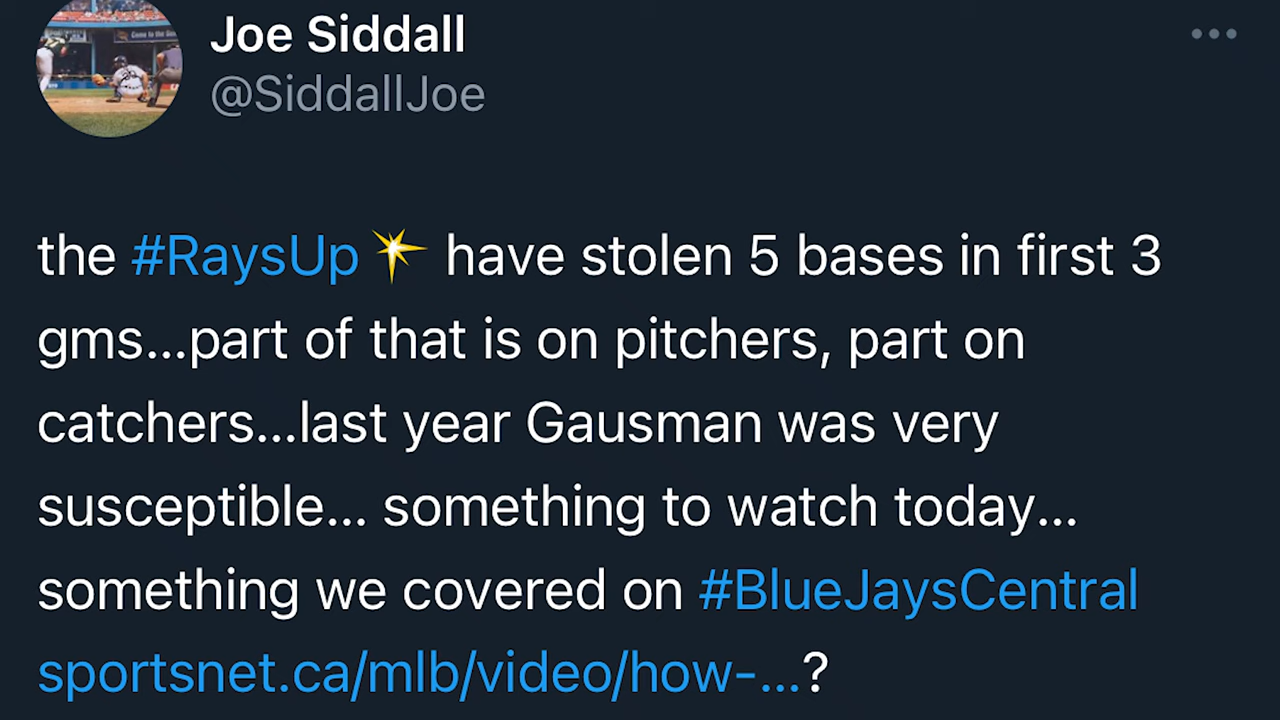 Joe Siddall
@SiddallJoe
the #RaysUp have stolen 5 bases in first 3
gms...part of that is on pitchers, part on
catchers...last year Gausman was very
susceptible... something to watch today...
something we covered on #BlueJaysCentral
sportsnet.ca/mlb/video/how-...?